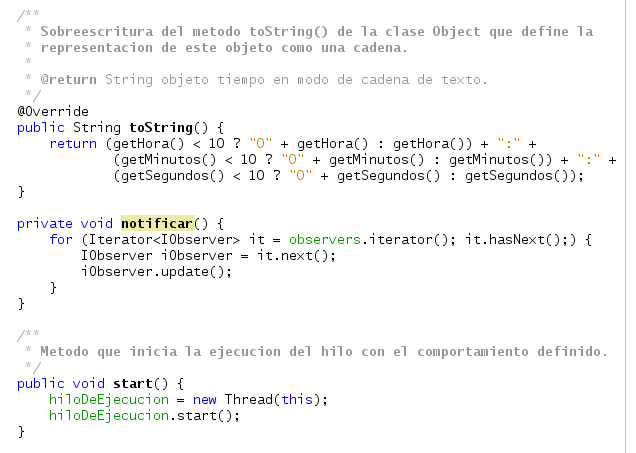 /**
 * Sobreescritura del metodo toString() de la clase Object que define la
 * representacion de este objeto como una cadena.
 *
 * @return String objeto tiempo en modo de cadena de texto.
 */
@Override
public String toString() {
    return (getHora() < 10 ? "0" + getHora() : getHora()) + ":" +
            (getMinutos() < 10 ? "0" + getMinutos() : getMinutos()) + ":" +
            (getSegundos() < 10 ? "0" + getSegundos() : getSegundos());
}

private void notificar() {
    for (Iterator<IObserver> it = observers.iterator(); it.hasNext();) {
        IObserver iObserver = it.next();
        iObserver.update();
    }
}

/**
 * Metodo que inicia la ejecucion del hilo con el comportamiento definido.
 */
public void start() {
    hiloDeEjecucion = new Thread(this);
    hiloDeEjecucion.start();
}